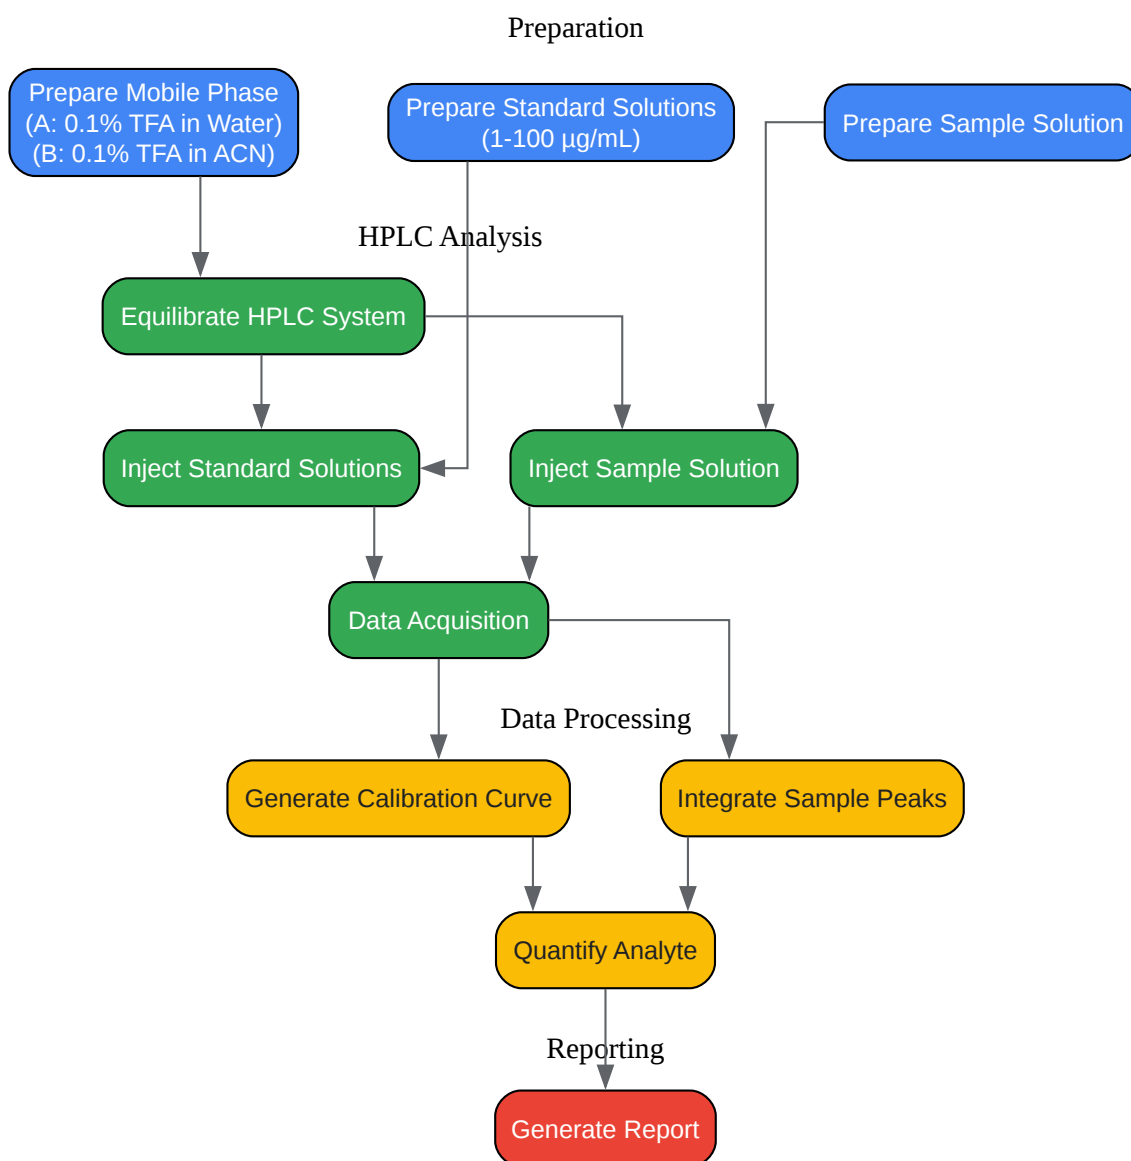 Preparation
Prepare Mobile Phase
(A: 0.1% TFA in Water)
(B: 0.1% TFA in ACN)
Prepare Standard Solutions
(1-100 µg/mL)
Prepare Sample Solution
HPLC Analysis
Equilibrate HPLC System
Inject Standard Solutions
Inject Sample Solution
Data Acquisition
Data Processing
Generate Calibration Curve
Integrate Sample Peaks
Quantify Analyte
Reporting
Generate Report